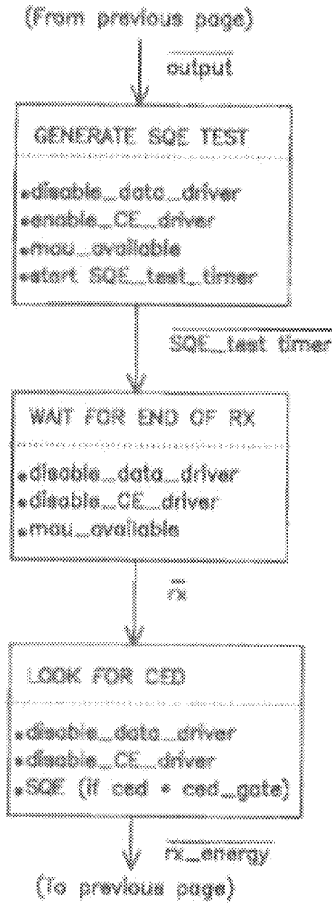 (From previous page)
output
GENERATE SQE TEST
•disable_data_driver
•enable_CE_driver
•mau_available
•start SQE_test_timer
SQE_test timer
WAIT FOR END OF RX
•disable_data_driver
•disable_CE_driver
•mau_available
rx
LOOK FOR CED
•disable_data_driver
•disable_CE_driver
•SQE (if ced * ced_gate)
rx_energy
(To previous page)